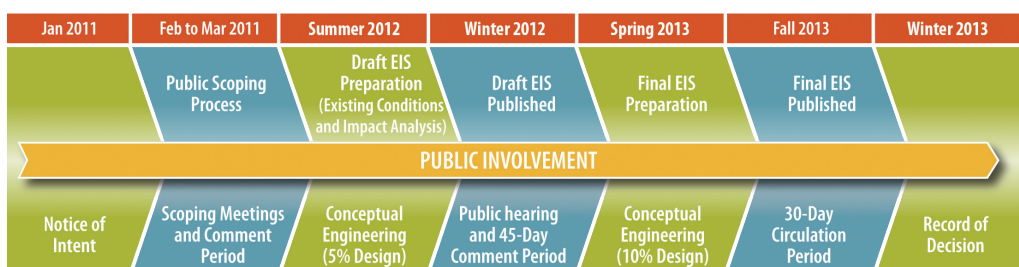 Jan 2011
Feb to Mar 2011
Summer 2012
Winter 2012
Spring 2013
Fall 2013
Winter 2013
Public Scoping
Process
Draft EIS
Preparation
(Existing Conditions
and Impact Analysis)
Draft EIS
Published
Final EIS
Preparation
Final EIS
Published
PUBLIC INVOLVEMENT
Notice of
Intent
Scoping Meetings
and Comment
Period
Conceptual
Engineering
(5% Design)
Public hearing
and 45-Day
Comment Period
Conceptual
Engineering
(10% Design)
30-Day
Circulation
Period
Record of
Decision